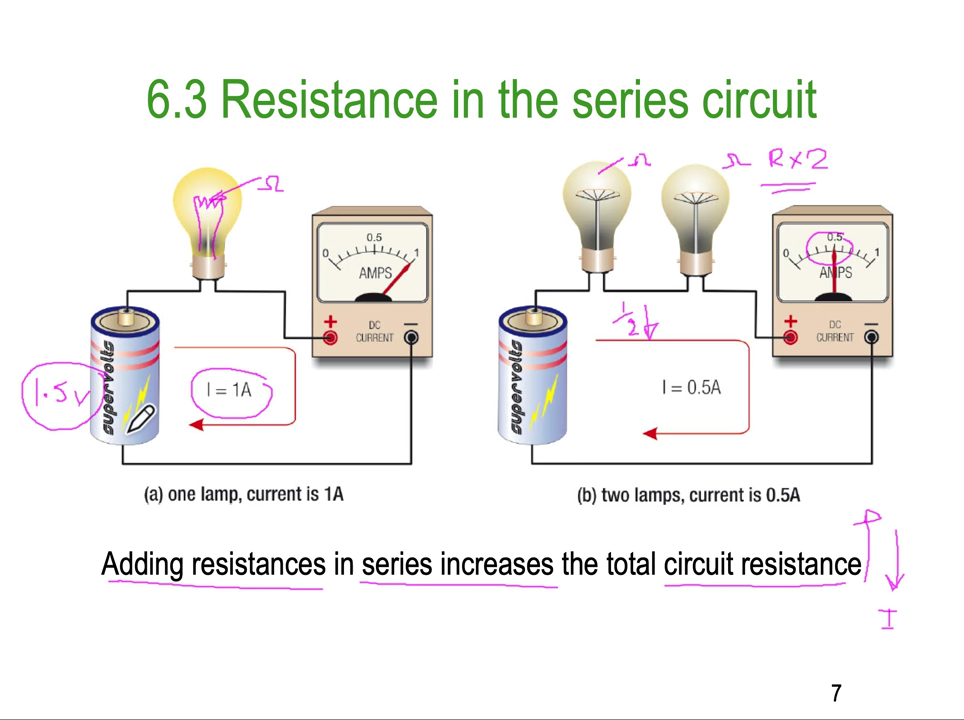 6.3 Resistance in the series circuit
Ω
0 0.5 1
AMPS
+ DC CURRENT −
supervolts
1.5V
I = 1A
(a) one lamp, current is 1A
Ω
Ω R×2
0 0.5 1
AMPS
+ DC CURRENT −
supervolts
1/2 ↓
I = 0.5A
(b) two lamps, current is 0.5A
Adding resistances in series increases the total circuit resistance
I
7